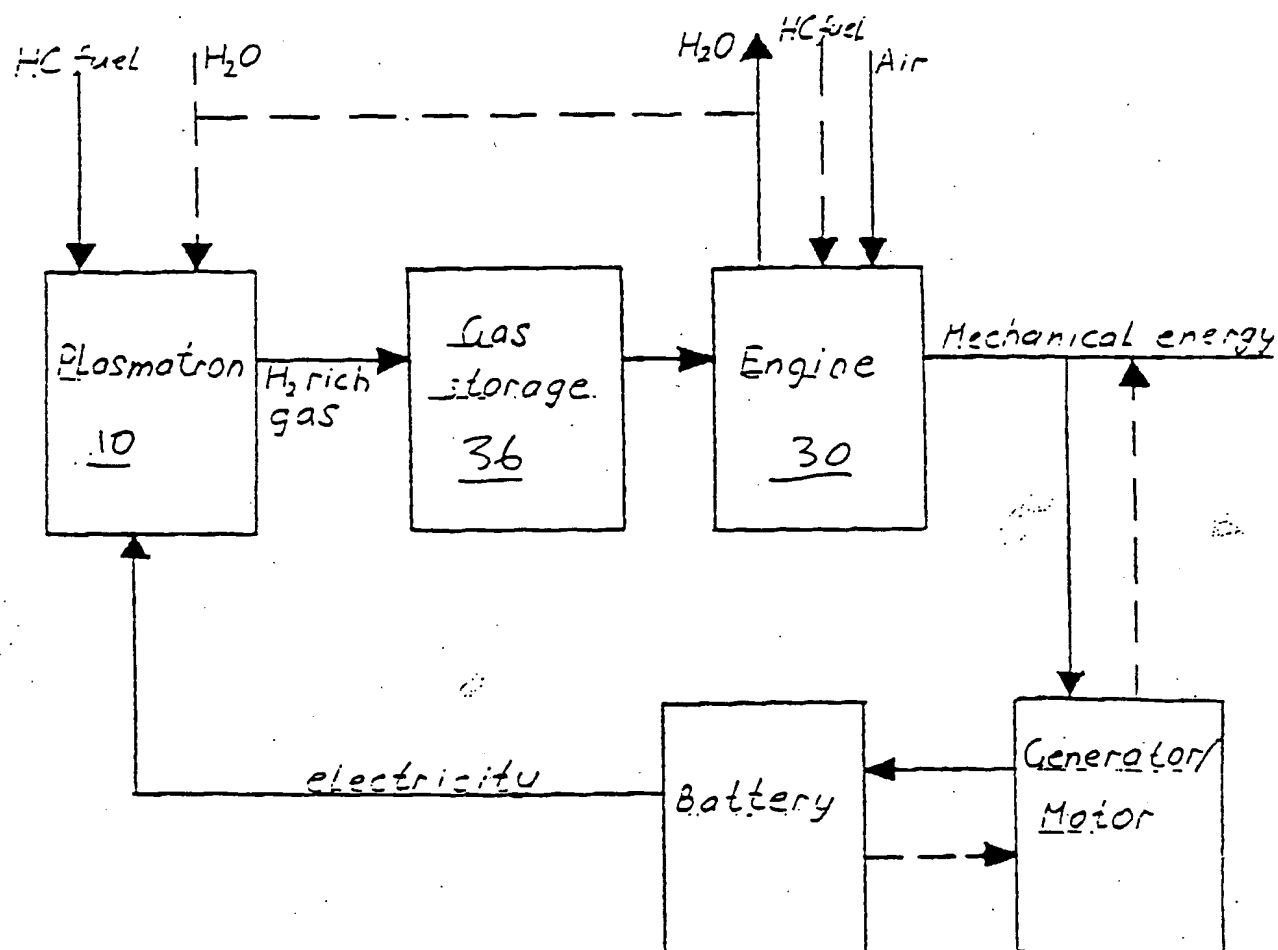 HC fuel
H₂O
H₂O
HC fuel
Air
Plasmatron
10
H₂ rich
gas
Gas
storage
36
Engine
30
Mechanical energy
electricity
Battery
Generator/
Motor